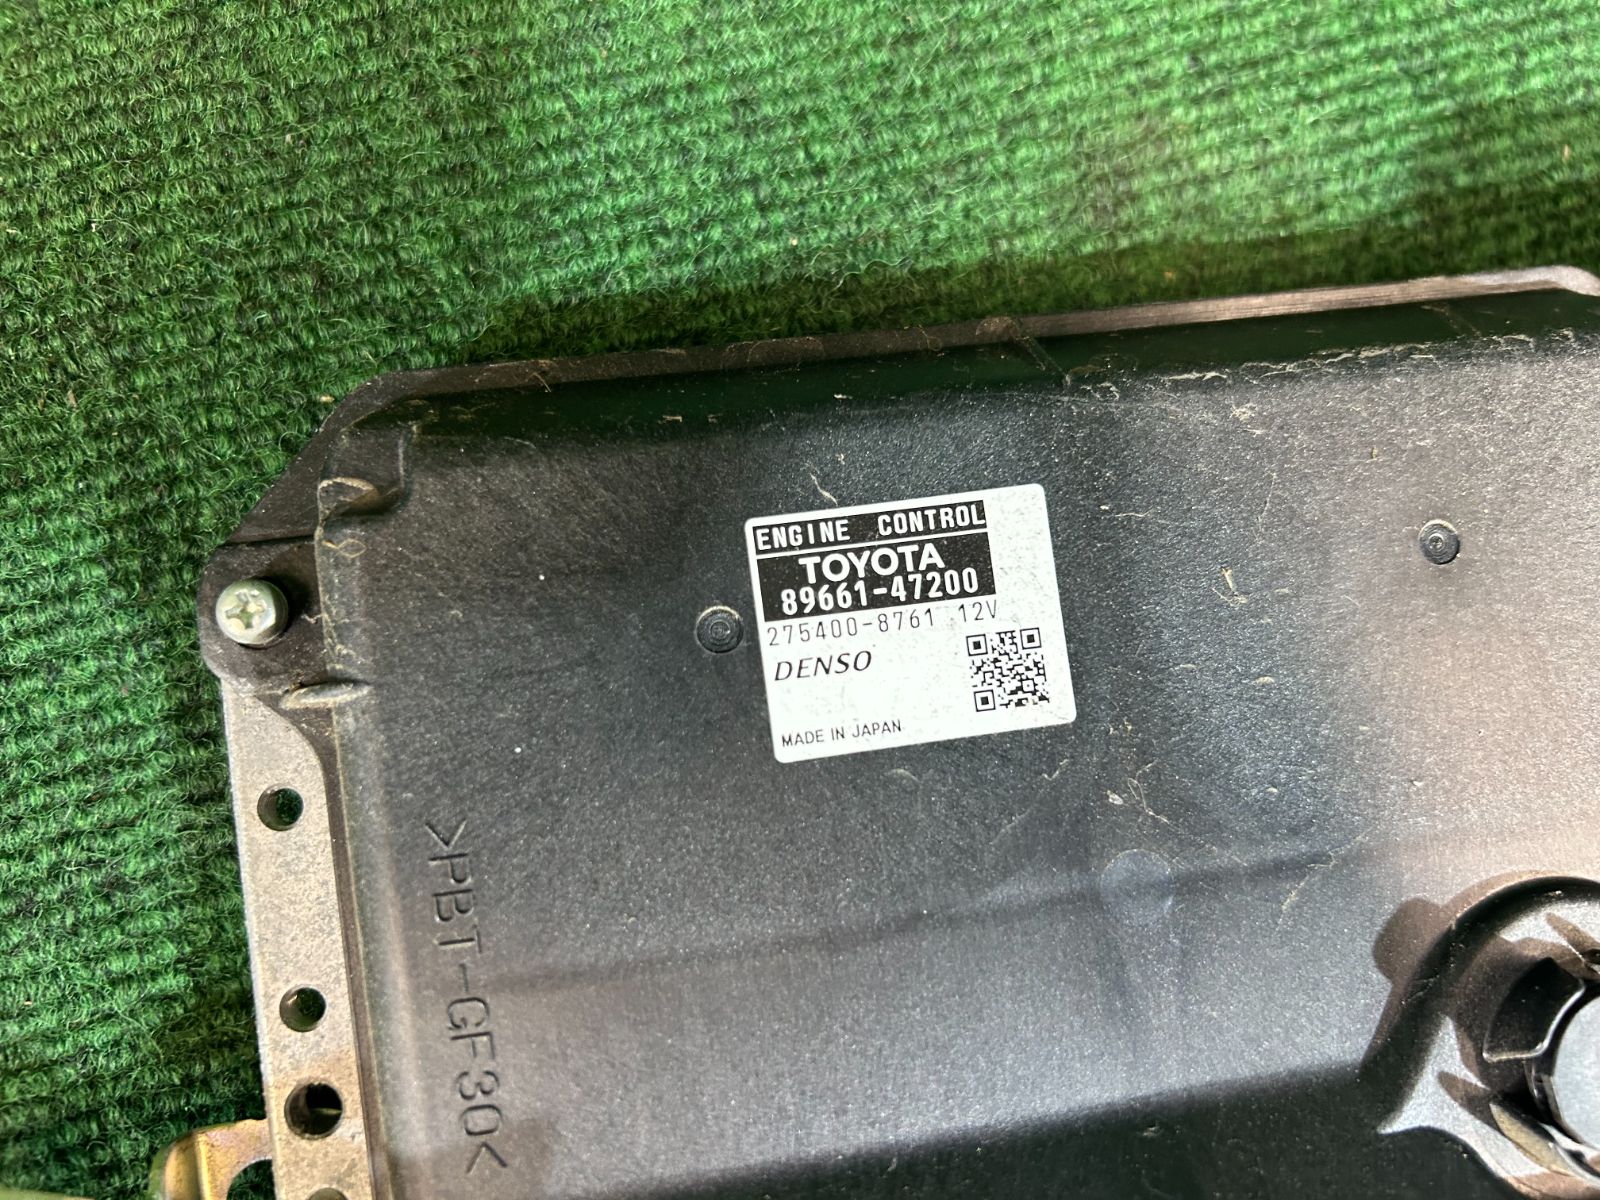 ENGINE CONTROL
TOYOTA
89661-47200
275400-8761 12V
DENSO
MADE IN JAPAN
>PBT-GF30<